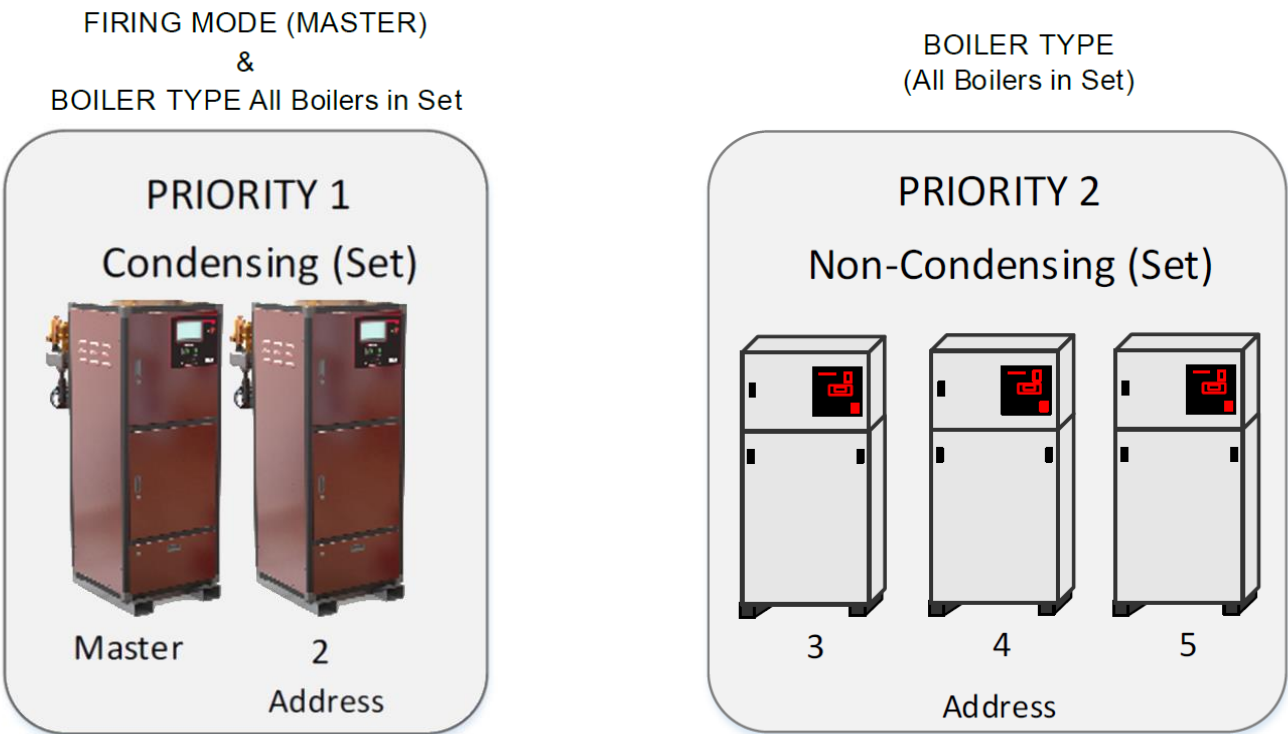 FIRING MODE (MASTER)
&
BOILER TYPE All Boilers in Set
PRIORITY 1
Condensing (Set)
Master
2
Address
BOILER TYPE
(All Boilers in Set)
PRIORITY 2
Non-Condensing (Set)
3
4
5
Address